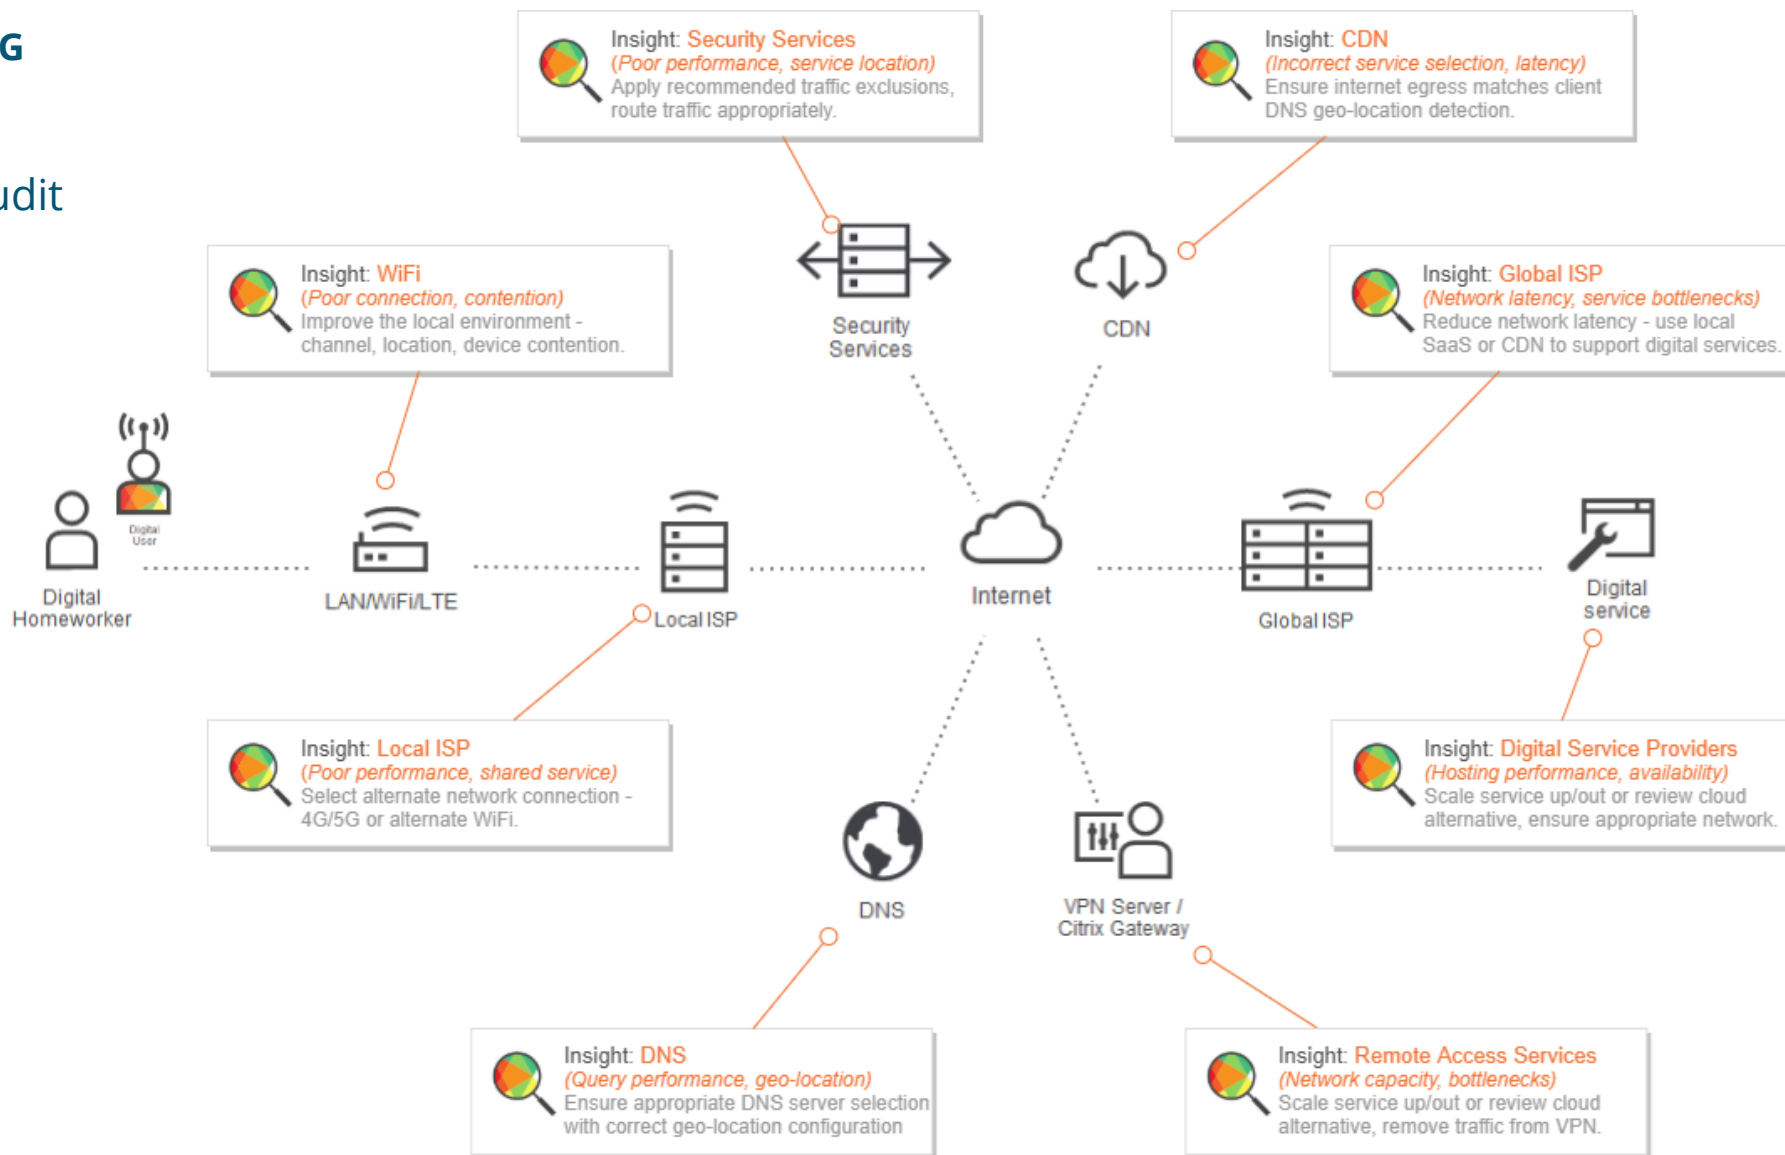 G
udit
Insight: Security Services
(Poor performance, service location)
Apply recommended traffic exclusions,
route traffic appropriately.
Insight: CDN
(Incorrect service selection, latency)
Ensure internet egress matches client
DNS geo-location detection.
Insight: WiFi
(Poor connection, contention)
Improve the local environment -
channel, location, device contention.
Insight: Global ISP
(Network latency, service bottlenecks)
Reduce network latency - use local
SaaS or CDN to support digital services.
Security
Services
CDN
Digital
User
Digital
Homeworker
LAN/WiFi/LTE
Local ISP
Internet
Global ISP
Digital
service
Insight: Local ISP
(Poor performance, shared service)
Select alternate network connection -
4G/5G or alternate WiFi.
Insight: Digital Service Providers
(Hosting performance, availability)
Scale service up/out or review cloud
alternative, ensure appropriate network.
DNS
VPN Server /
Citrix Gateway
Insight: DNS
(Query performance, geo-location)
Ensure appropriate DNS server selection
with correct geo-location configuration
Insight: Remote Access Services
(Network capacity, bottlenecks)
Scale service up/out or review cloud
alternative, remove traffic from VPN.